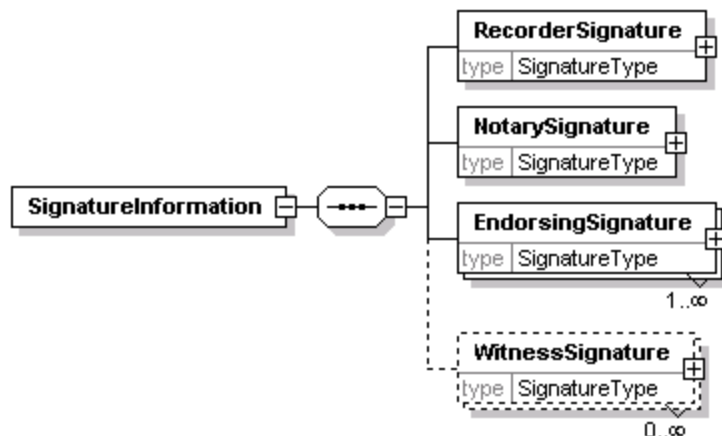 RecorderSignature
type SignatureType
NotarySignature
type SignatureType
SignatureInformation
EndorsingSignature
type SignatureType
1..∞
WitnessSignature
type SignatureType
0..∞